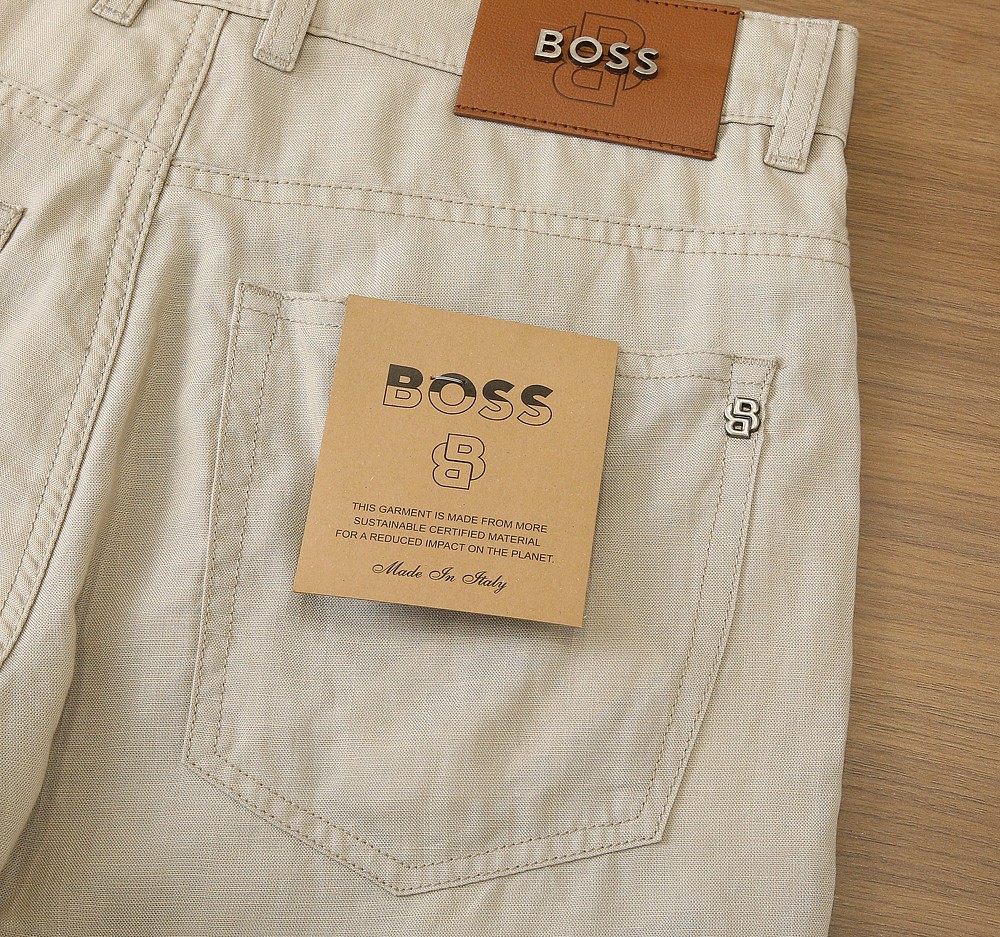 BOSS
BOSS
THIS GARMENT IS MADE FROM MORE
SUSTAINABLE CERTIFIED MATERIAL
FOR A REDUCED IMPACT ON THE PLANET.
Made In Italy